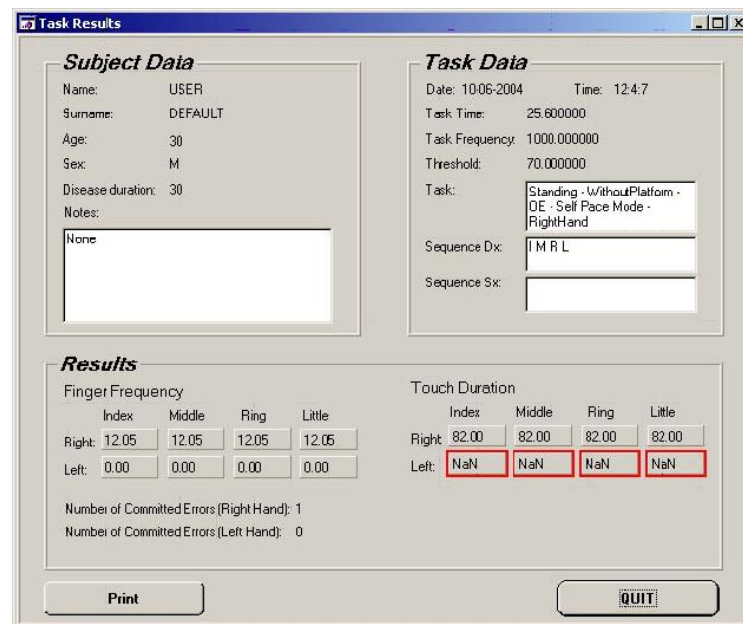 Task Results
Subject Data
Name: USER
Surname: DEFAULT
Age: 30
Sex: M
Disease duration: 30
Notes:
None
Task Data
Date: 10-06-2004 Time: 12:4:7
Task Time: 25.600000
Task Frequency: 1000.000000
Threshold: 70.000000
Task: Standing - WithoutPlatform -
OE - Self Pace Mode -
RightHand
Sequence Dx: I M R L
Sequence Sx:
Results
Finger Frequency
Index Middle Ring Little
Right: 12.05 12.05 12.05 12.05
Left: 0.00 0.00 0.00 0.00
Number of Committed Errors (Right Hand): 1
Number of Committed Errors (Left Hand): 0
Touch Duration
Index Middle Ring Little
Right 82.00 82.00 82.00 82.00
Left: NaN NaN NaN NaN
Print
QUIT